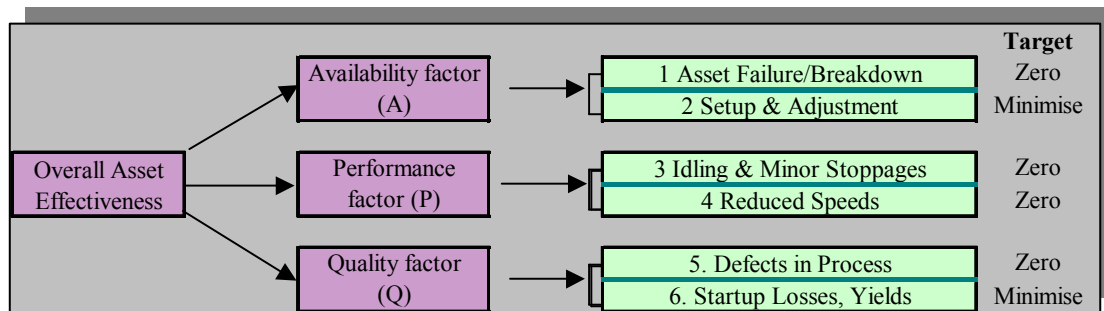 Target
Availability factor
(A)
1 Asset Failure/Breakdown
Zero
2 Setup & Adjustment
Minimise
Overall Asset
Effectiveness
Performance
factor (P)
3 Idling & Minor Stoppages
Zero
4 Reduced Speeds
Zero
Quality factor
(Q)
5. Defects in Process
Zero
6. Startup Losses, Yields
Minimise